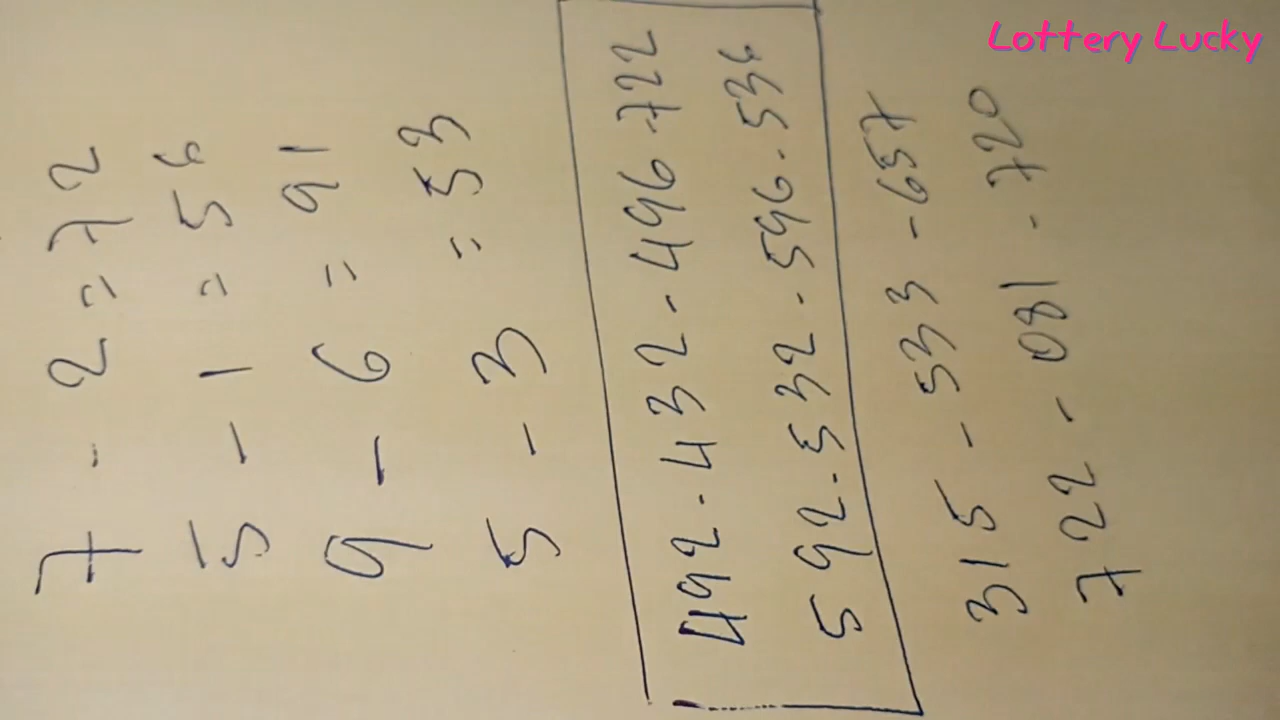 Lottery Lucky
7 - 2 = 72
5 - 1 = 56
9 - 6 = 91
5 - 3 = 53
492 . 432 - 496 . 722
592 . 532 . 596 . 536
315 - 533 - 657
722 - 081 - 720